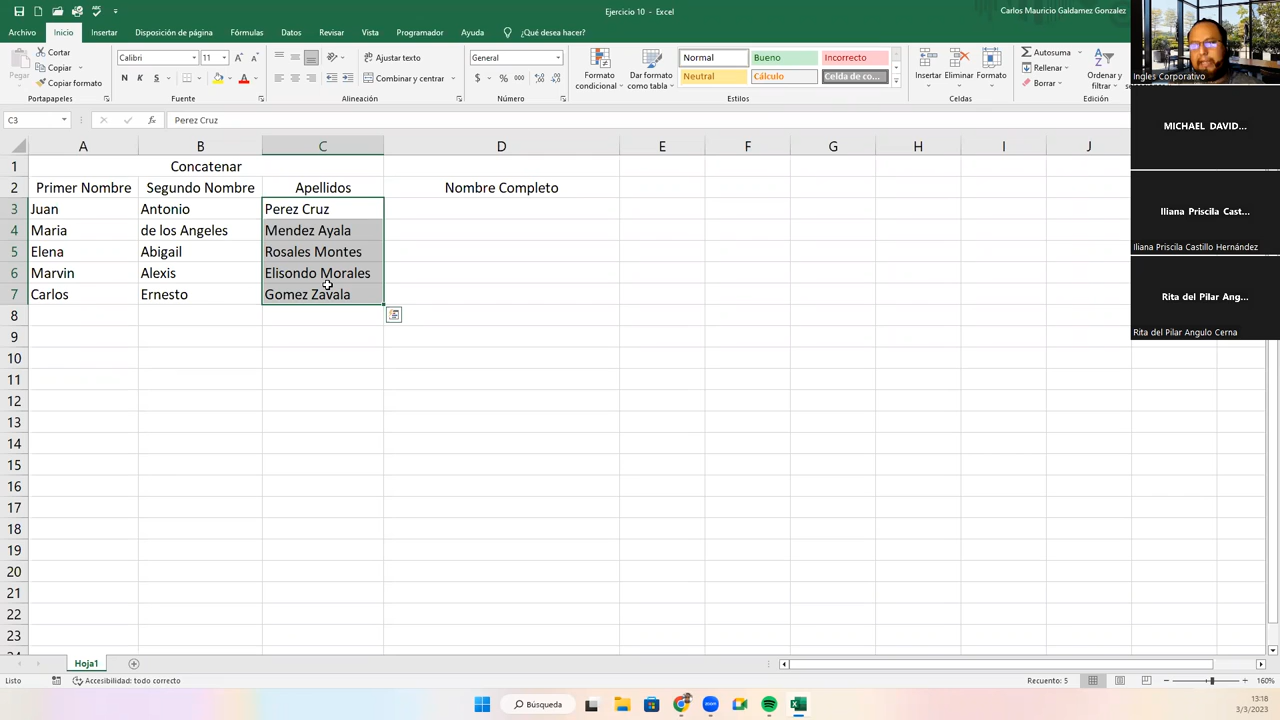 Ejercicio 10 - Excel
Carlos Mauricio Galdamez Gonzalez
Archivo Inicio Insertar Disposición de página Fórmulas Datos Revisar Vista Programador Ayuda ¿Qué desea hacer?
Pegar
Cortar
Copiar
Portapapeles
Calibri 11
N K S
Fuente
Ajustar texto
Combinar y centrar
Alineación
General
$ % 000
Número
Formato condicional
Dar formato como tabla
Normal Bueno Incorrecto
Neutral Cálculo Celda de co...
Estilos
Insertar Eliminar Formato
Celdas
Autosuma
Rellenar
Borrar
Ordenar y
Edición
Ingles Corporativo
MICHAEL DAVID...
Iliana Priscila Cast...
Iliana Priscila Castillo Hernández
Rita del Pilar Ang...
Rita del Pilar Angulo Cerna
C3 fx Perez Cruz
A B C D E F G H I J
1 Concatenar
2 Primer Nombre Segundo Nombre Apellidos Nombre Completo
3 Juan Antonio Perez Cruz
4 Maria de los Angeles Mendez Ayala
5 Elena Abigail Rosales Montes
6 Marvin Alexis Elisondo Morales
7 Carlos Ernesto Gomez Zavala
8
9
10
11
12
13
14
15
16
17
18
19
20
21
22
23
Hoja1
Listo Accesibilidad: todo correcto Recuento: 5 160%
Búsqueda
13:18
3/3/2023